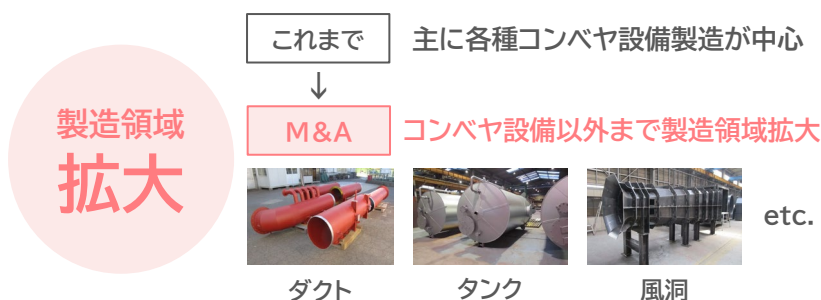 製造領域
拡大
これまで
主に各種コンベヤ設備製造が中心
↓
M&A
コンベヤ設備以外まで製造領域拡大
etc.
ダクト
タンク
風洞